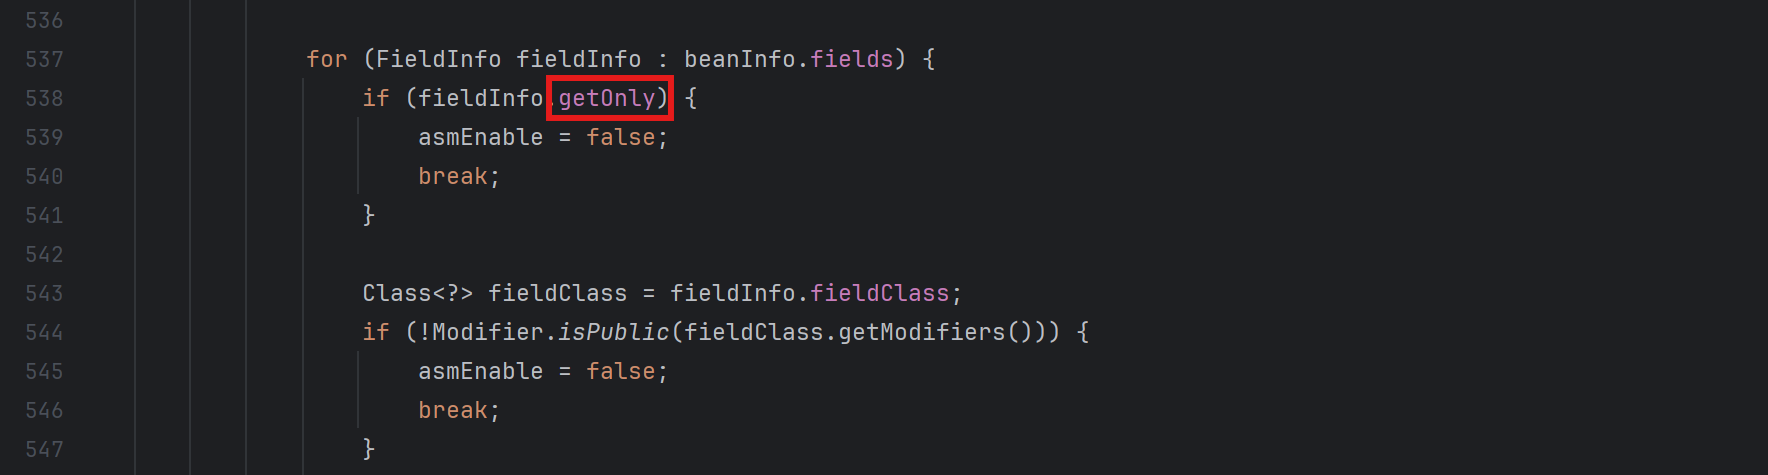 536
537 for (FieldInfo fieldInfo : beanInfo.fields) {
538 if (fieldInfo.getOnly) {
539 asmEnable = false;
540 break;
541 }
542
543 Class<?> fieldClass = fieldInfo.fieldClass;
544 if (!Modifier.isPublic(fieldClass.getModifiers())) {
545 asmEnable = false;
546 break;
547 }